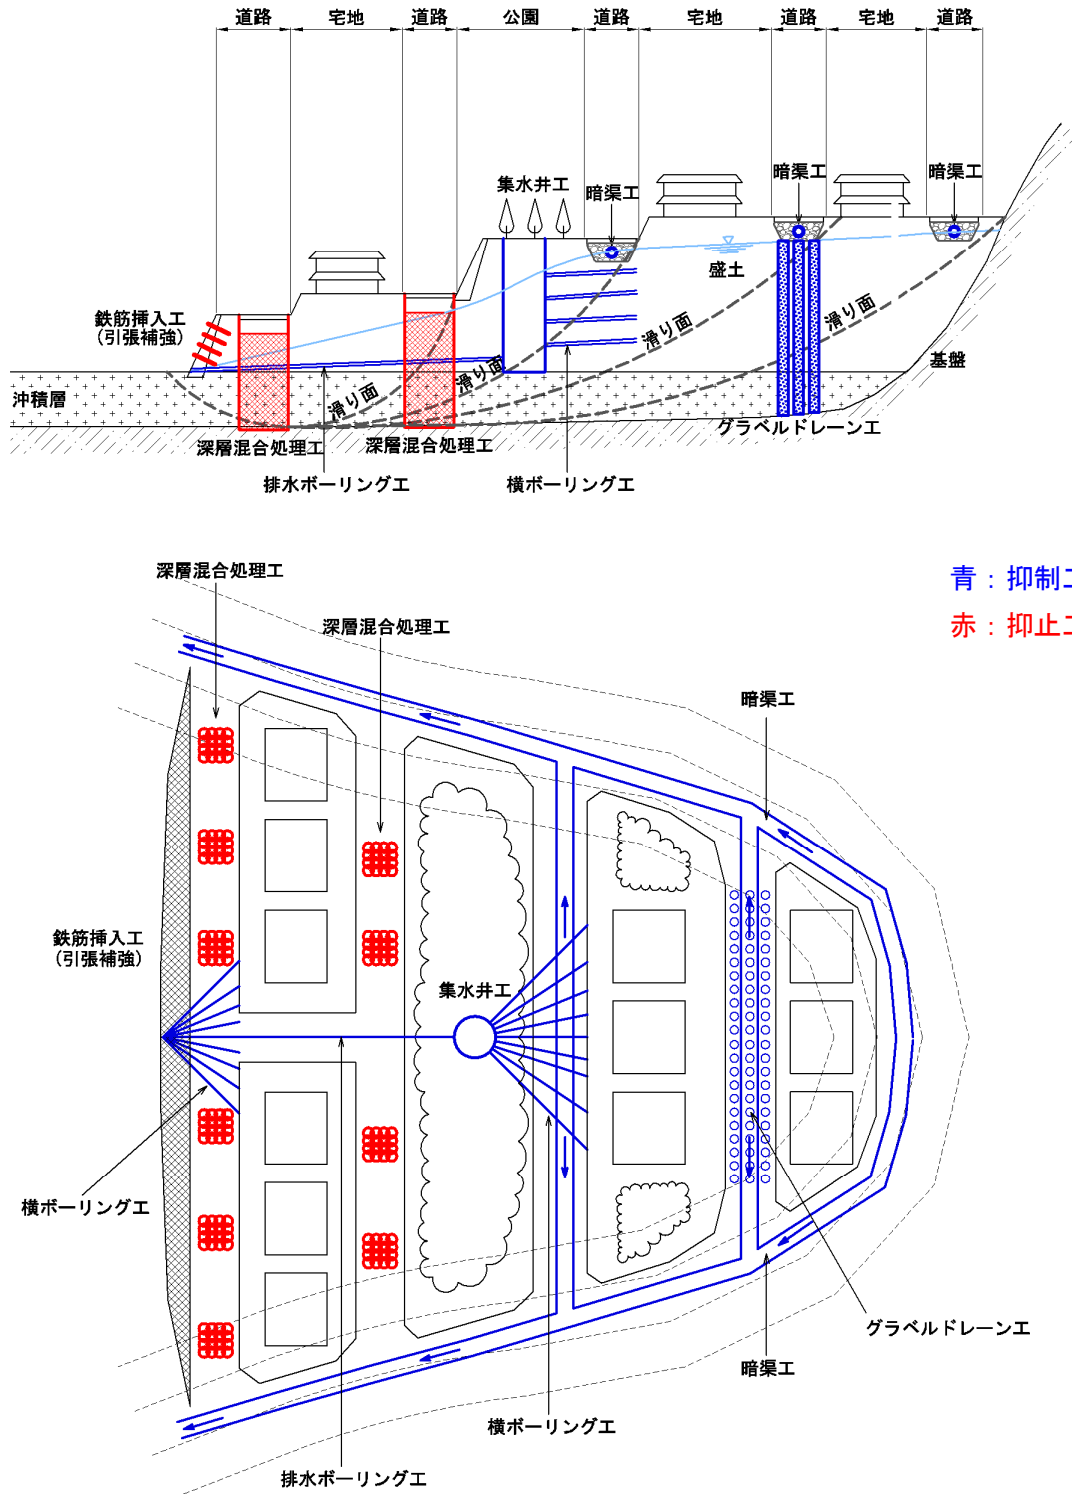 道路 宅地 道路 公園 道路 宅地 道路 宅地 道路
集水井工
暗渠工
暗渠工
暗渠工
盛土
鉄筋挿入工
(引張補強)
滑り面
滑り面
滑り面
滑り面
基盤
沖積層
深層混合処理工
深層混合処理工
グラベルドレーン工
排水ボーリング工
横ボーリング工
深層混合処理工
青：抑制工
赤：抑止工
深層混合処理工
暗渠工
鉄筋挿入工
(引張補強)
集水井工
横ボーリング工
グラベルドレーン工
暗渠工
横ボーリング工
排水ボーリング工